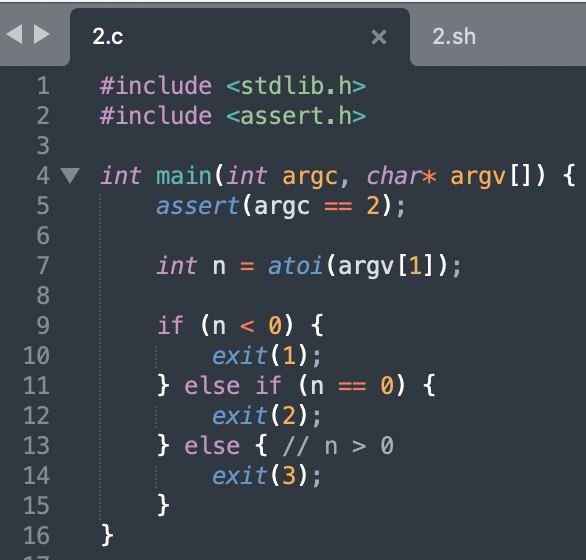 2.c × 2.sh
1 #include <stdlib.h>
2 #include <assert.h>
3
4 int main(int argc, char* argv[]) {
5     assert(argc == 2);
6
7     int n = atoi(argv[1]);
8
9     if (n < 0) {
10         exit(1);
11     } else if (n == 0) {
12         exit(2);
13     } else { // n > 0
14         exit(3);
15     }
16 }
17